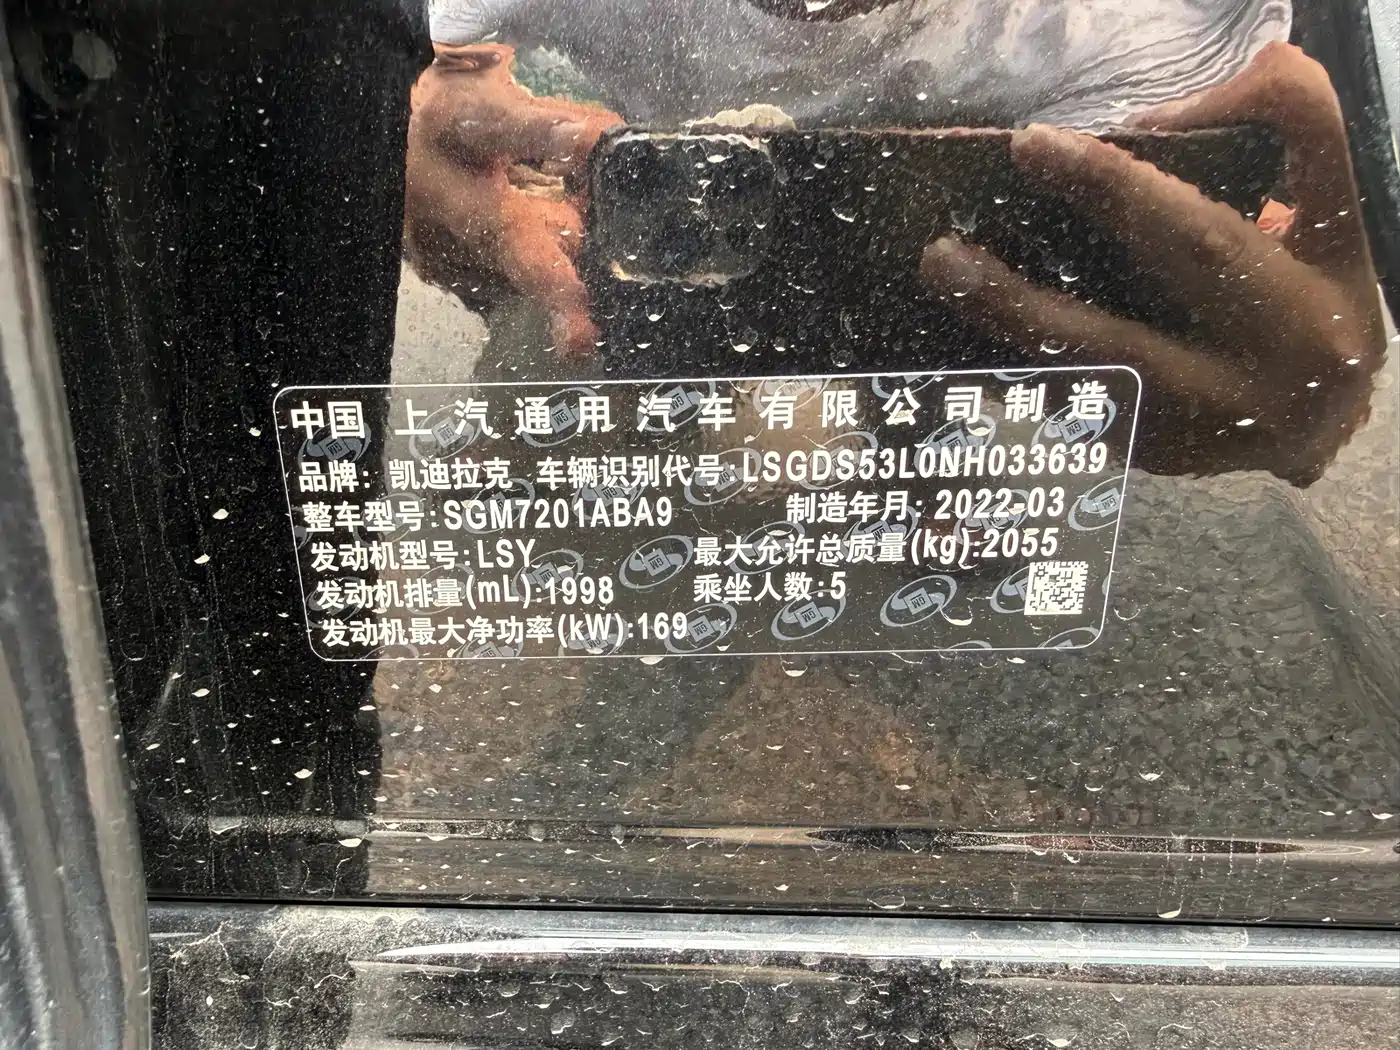 中国 上汽通用汽车有限公司制造
品牌: 凯迪拉克 车辆识别代号:LSGDS53L0NH033639
整车型号:SGM7201ABA9 制造年月: 2022-03
发动机型号:LSY 最大允许总质量(kg):2055
发动机排量(mL):1998 乘坐人数:5
发动机最大净功率(kW):169